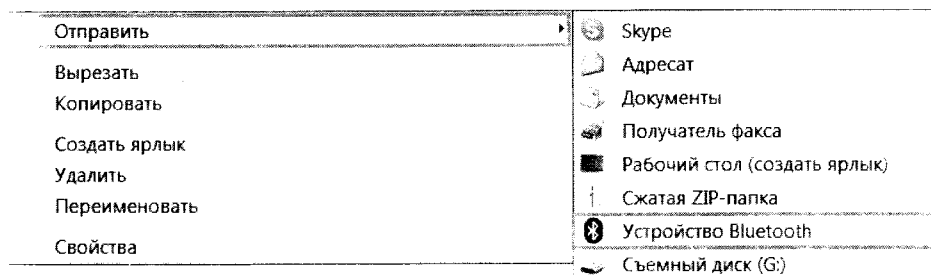 Отправить
Вырезать
Копировать
Создать ярлык
Удалить
Переименовать
Свойства
Skype
Адресат
Документы
Получатель факса
Рабочий стол (создать ярлык)
Сжатая ZIP-папка
Устройство Bluetooth
Съемный диск (G:)